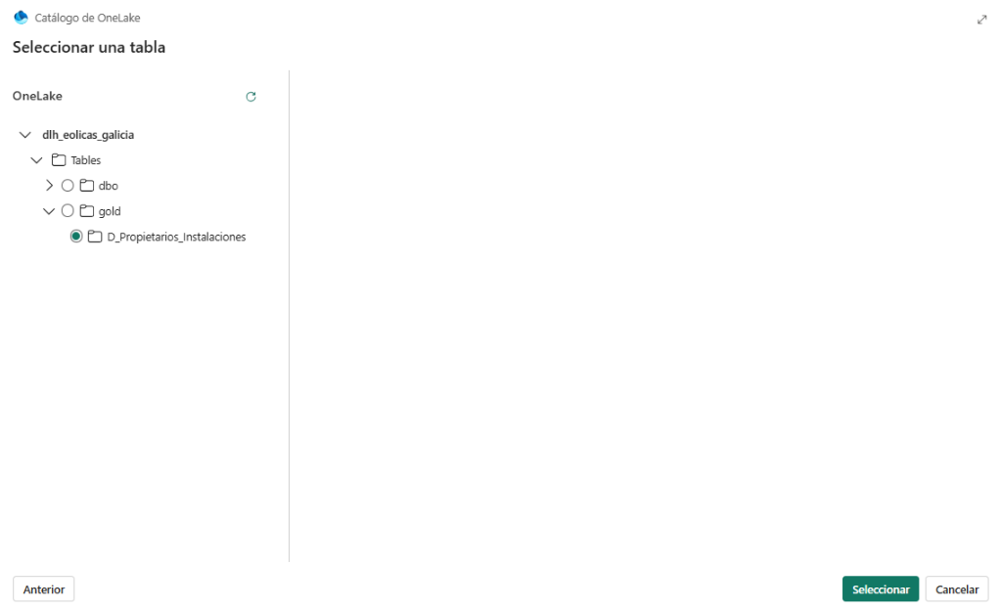 Catálogo de OneLake
Seleccionar una tabla
OneLake
dlh_eolicas_galicia
Tables
dbo
gold
D_Propietarios_Instalaciones
Anterior
Seleccionar
Cancelar